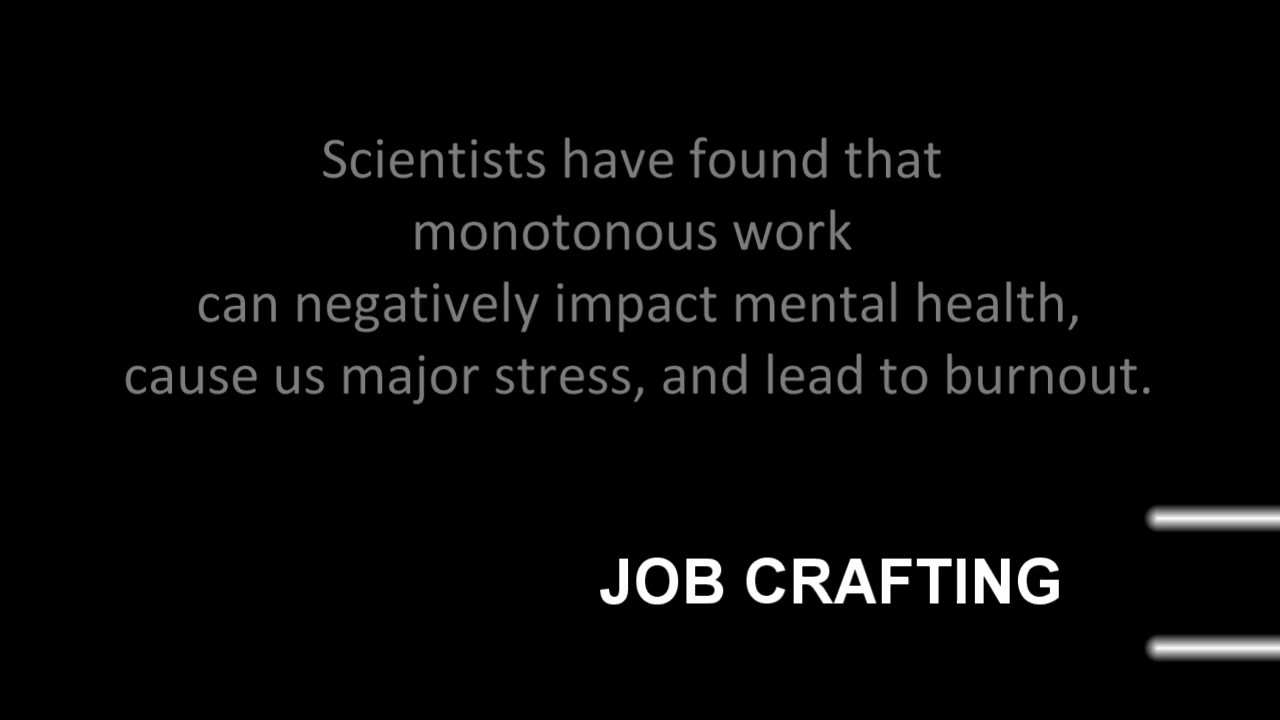 Scientists have found that
monotonous work
can negatively impact mental health,
cause us major stress, and lead to burnout.
JOB CRAFTING